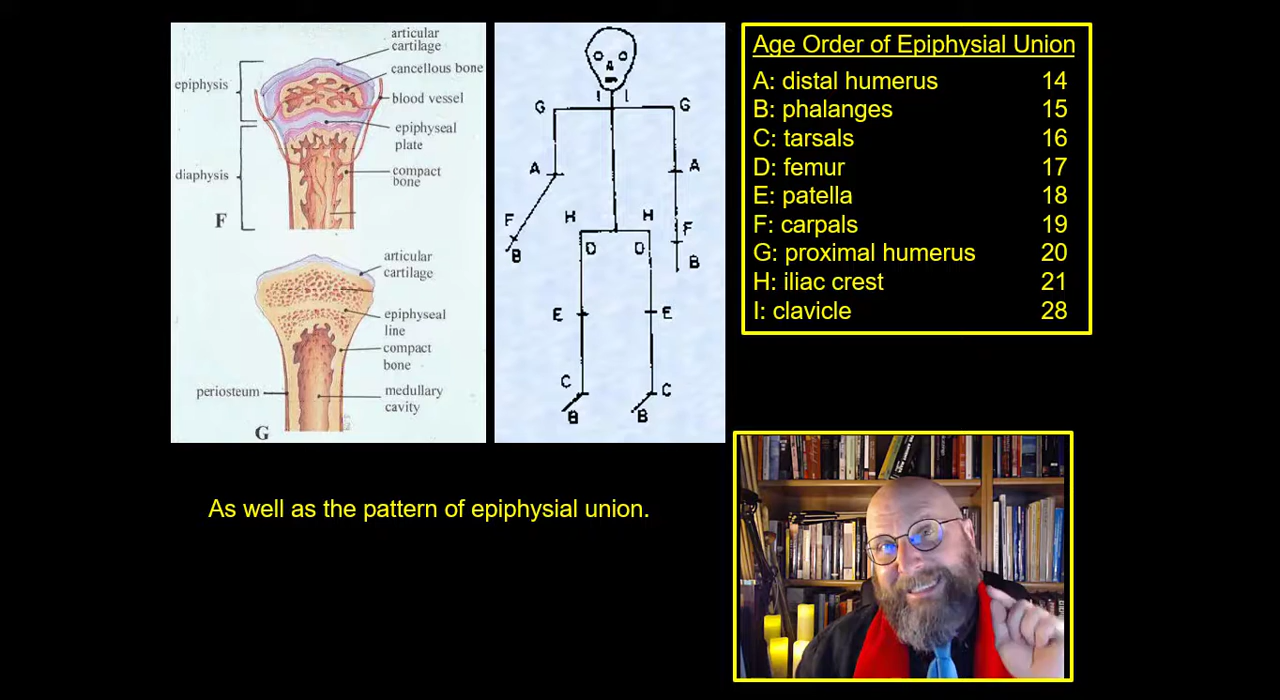 articular
cartilage
cancellous bone
epiphysis
blood vessel
epiphyseal
plate
diaphysis
compact
bone
F
articular
cartilage
epiphyseal
line
compact
bone
periosteum
medullary
cavity
G
I I
G G
A A
F F
B B
H H
D D
E E
C C
B B
Age Order of Epiphysial Union
A: distal humerus 14
B: phalanges 15
C: tarsals 16
D: femur 17
E: patella 18
F: carpals 19
G: proximal humerus 20
H: iliac crest 21
I: clavicle 28
As well as the pattern of epiphysial union.